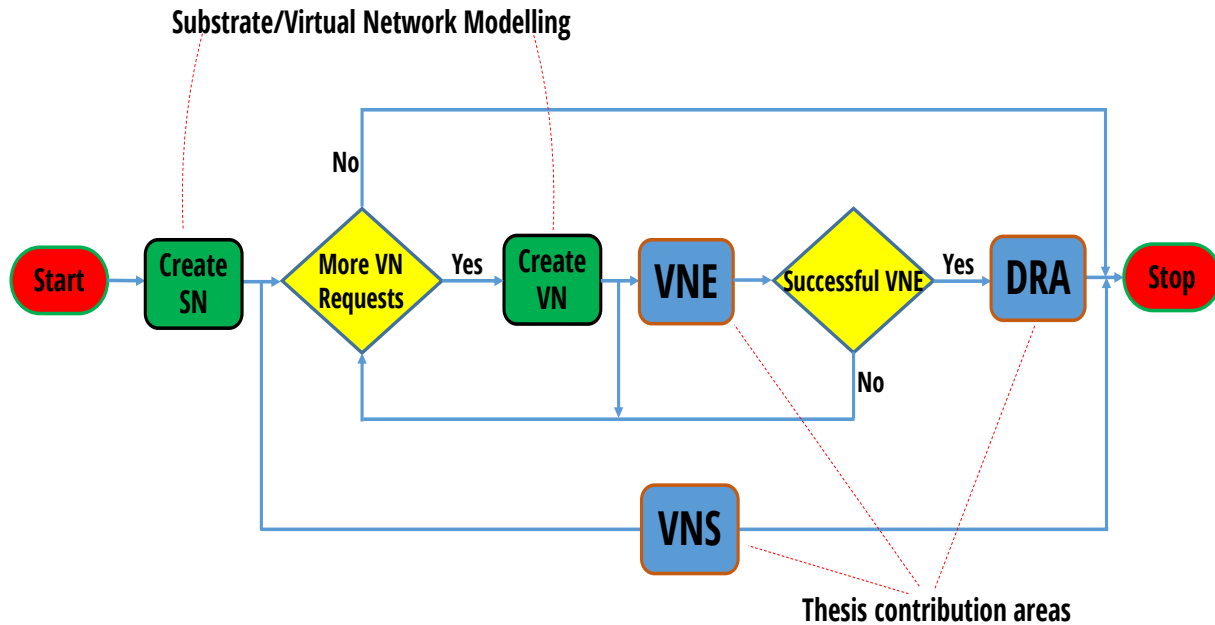 Substrate/Virtual Network Modelling
No
Start
Create
SN
More VN
Requests
Yes
Create
VN
VNE
Successful VNE
Yes
DRA
Stop
No
VNS
Thesis contribution areas